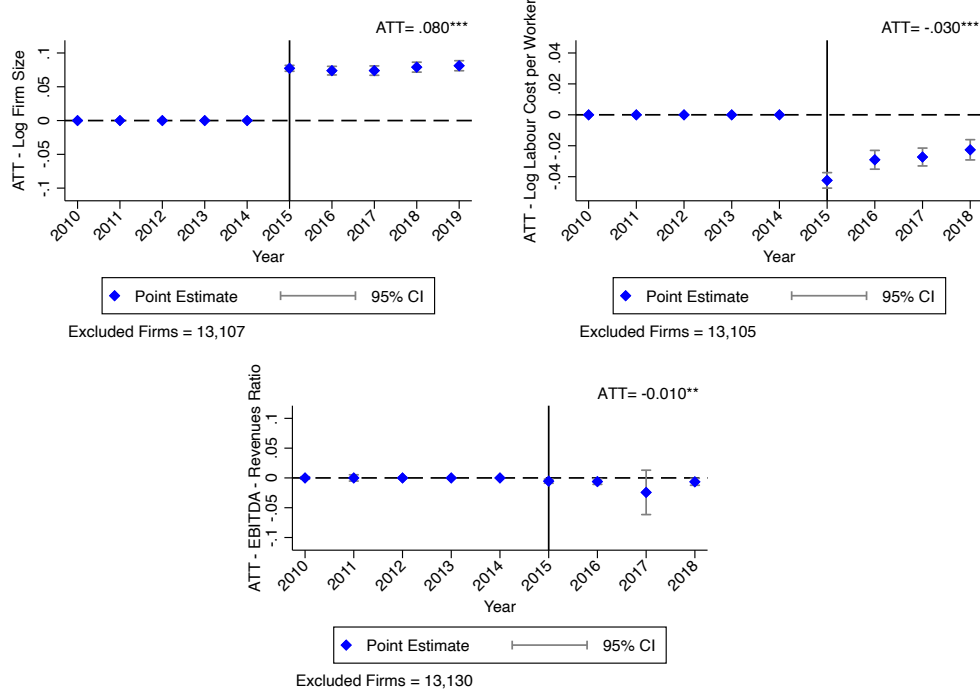 ATT= .080***
ATT - Log Firm Size
.1
.05
0
-.05
-.1
2010 2011 2012 2013 2014 2015 2016 2017 2018 2019
Year
Point Estimate 95% CI
Excluded Firms = 13,107
ATT= -.030***
ATT - Log Labour Cost per Worker
.04
.02
0
-.02
-.04
2010 2011 2012 2013 2014 2015 2016 2017 2018
Year
Point Estimate 95% CI
Excluded Firms = 13,105
ATT= -0.010**
ATT - EBITDA - Revenues Ratio
.1
.05
0
-.05
-.1
2010 2011 2012 2013 2014 2015 2016 2017 2018
Year
Point Estimate 95% CI
Excluded Firms = 13,130